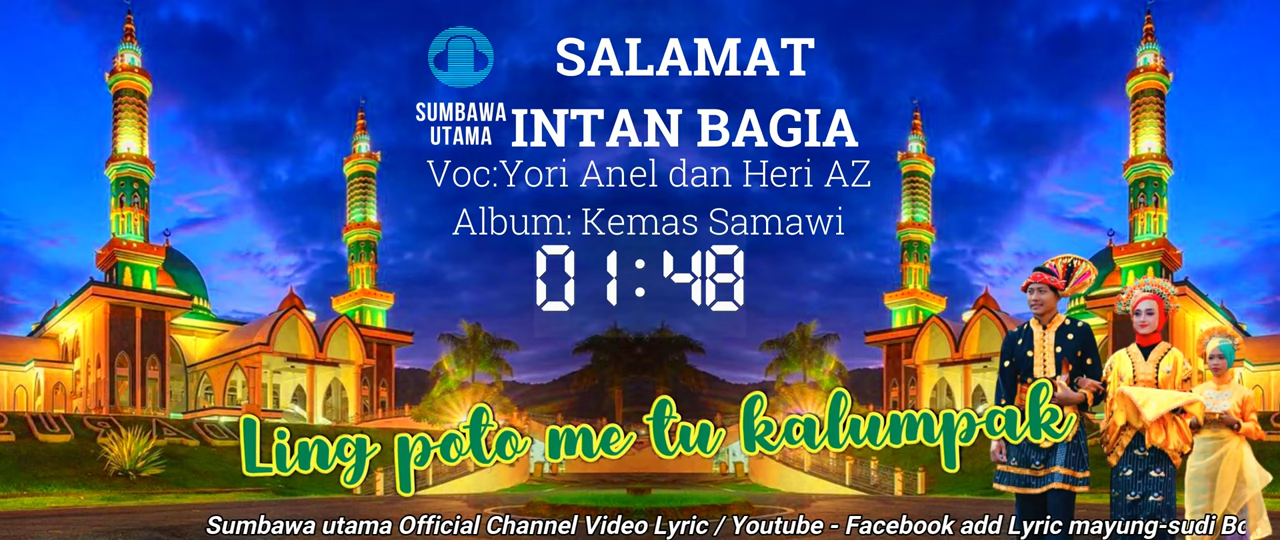 SALAMAT
INTAN BAGIA
SUMBAWA
UTAMA
Voc:Yori Anel dan Heri AZ
Album: Kemas Samawi
01:48
Ling poto me tu kalumpak
Sumbawa utama Official Channel Video Lyric / Youtube - Facebook add Lyric mayung-sudi